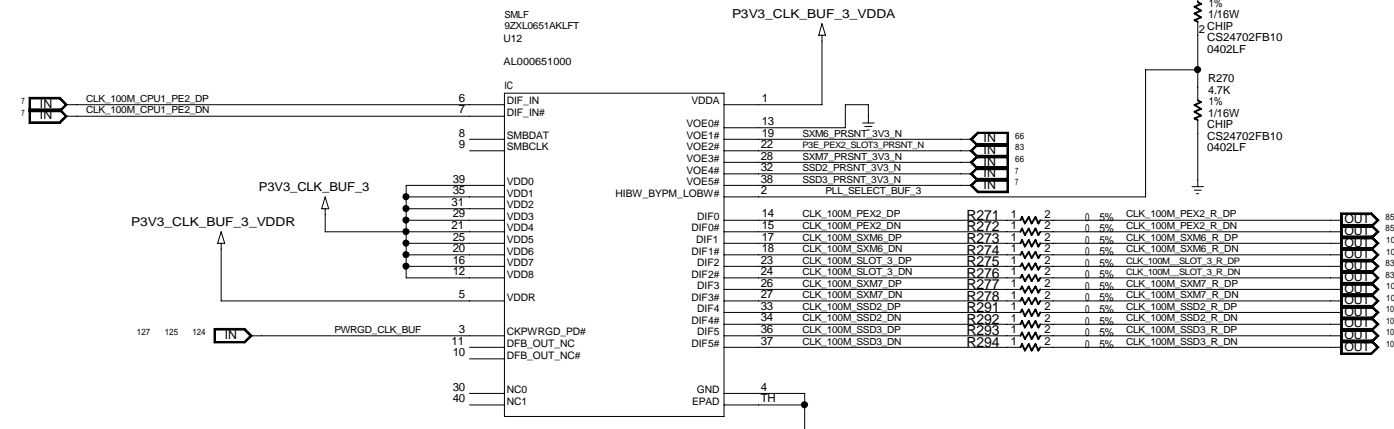 SMLF
9ZXL0651AKLFT
U12
AL000651000
IC
P3V3_CLK_BUF_3_VDDA
1%
1/16W
2 CHIP
CS24702FB10
0402LF
R270
4.7K
1%
1/16W
CHIP
CS24702FB10
0402LF
7 IN CLK_100M_CPU1_PE2_DP 6 DIF_IN
7 IN CLK_100M_CPU1_PE2_DN 7 DIF_IN#
8 SMBDAT
9 SMBCLK
P3V3_CLK_BUF_3
P3V3_CLK_BUF_3_VDDR
39 VDD0
35 VDD1
31 VDD2
29 VDD3
21 VDD4
25 VDD5
20 VDD6
16 VDD7
12 VDD8
5 VDDR
127 125 124 IN PWRGD_CLK_BUF 3 CKPWRGD_PD#
11 DFB_OUT_NC
10 DFB_OUT_NC#
30 NC0
40 NC1
VDDA 1
VOE0# 13
VOE1# 19 SXM6_PRSNT_3V3_N IN 66
VOE2# 22 P3E_PEX2_SLOT3_PRSNT_N IN 83
VOE3# 28 SXM7_PRSNT_3V3_N IN 66
VOE4# 32 SSD2_PRSNT_3V3_N IN 7
VOE5# 38 SSD3_PRSNT_3V3_N IN 7
HIBW_BYPM_LOBW# 2 PLL_SELECT_BUF_3
DIF0 14 CLK_100M_PEX2_DP R271 1 2 0 5% CLK_100M_PEX2_R_DP OUT 85
DIF0# 15 CLK_100M_PEX2_DN R272 1 2 0 5% CLK_100M_PEX2_R_DN OUT 85
DIF1 17 CLK_100M_SXM6_DP R273 1 2 0 5% CLK_100M_SXM6_R_DP OUT 10
DIF1# 18 CLK_100M_SXM6_DN R274 1 2 0 5% CLK_100M_SXM6_R_DN OUT 10
DIF2 23 CLK_100M_SLOT_3_DP R275 1 2 0 5% CLK_100M_SLOT_3_R_DP OUT 83
DIF2# 24 CLK_100M_SLOT_3_DN R276 1 2 0 5% CLK_100M_SLOT_3_R_DN OUT 83
DIF3 26 CLK_100M_SXM7_DP R277 1 2 0 5% CLK_100M_SXM7_R_DP OUT 10
DIF3# 27 CLK_100M_SXM7_DN R278 1 2 0 5% CLK_100M_SXM7_R_DN OUT 10
DIF4 33 CLK_100M_SSD2_DP R291 1 2 0 5% CLK_100M_SSD2_R_DP OUT 10
DIF4# 34 CLK_100M_SSD2_DN R292 1 2 0 5% CLK_100M_SSD2_R_DN OUT 10
DIF5 36 CLK_100M_SSD3_DP R293 1 2 0 5% CLK_100M_SSD3_R_DP OUT 10
DIF5# 37 CLK_100M_SSD3_DN R294 1 2 0 5% CLK_100M_SSD3_R_DN OUT 10
GND 4
EPAD TH